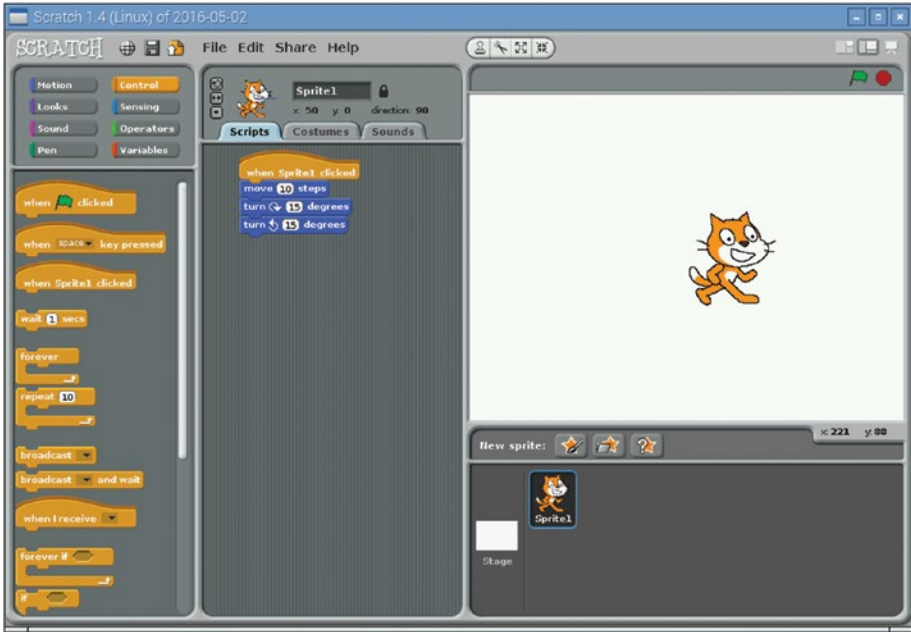 Scratch 1.4 (Linux) of 2016-05-02
SCRATCH File Edit Share Help
Motion Control
Looks Sensing
Sound Operators
Pen Variables
when clicked
when space key pressed
when Sprite1 clicked
wait 1 secs
forever
repeat 10
broadcast
broadcast and wait
when I receive
forever if
if
Sprite1
x: 50 y: 0 direction: 90
Scripts Costumes Sounds
when Sprite1 clicked
move 10 steps
turn 15 degrees
turn 15 degrees
x: 221 y: 88
New sprite:
Sprite1
Stage